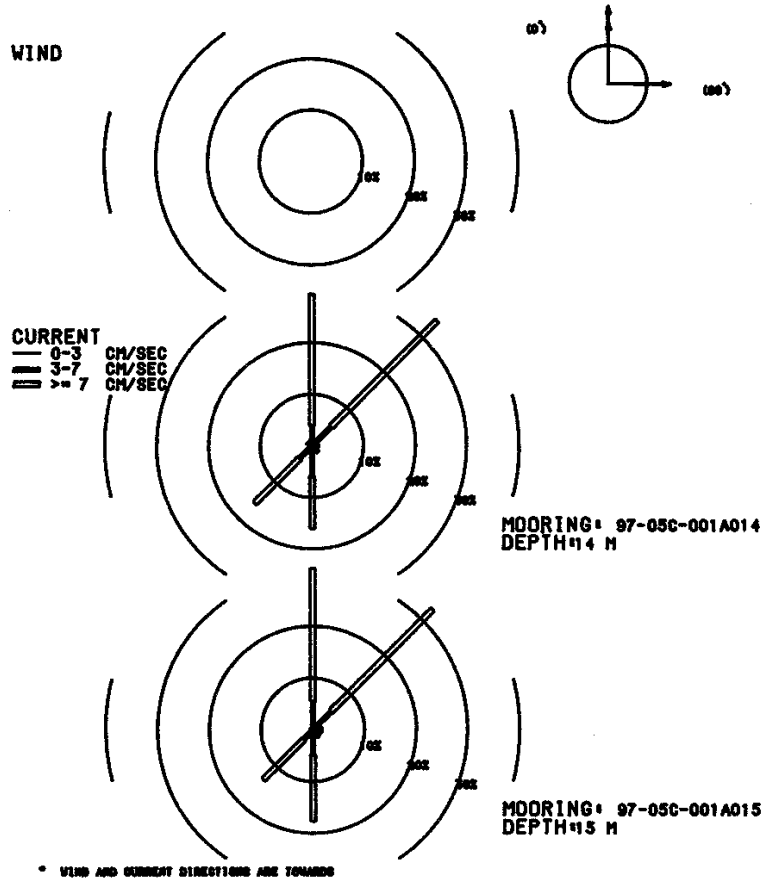 WIND
(0°)
(90°)
10%
20%
30%
CURRENT
0-3 CM/SEC
3-7 CM/SEC
>= 7 CM/SEC
10%
20%
30%
MOORING: 97-05C-001A014
DEPTH:14 M
10%
20%
30%
MOORING: 97-05C-001A015
DEPTH:15 M
* WIND AND CURRENT DIRECTIONS ARE TOWARDS